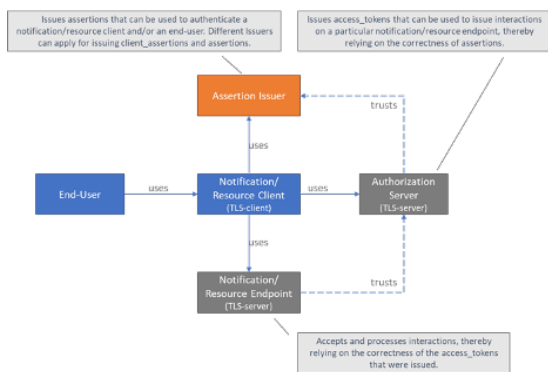 Issues assertions that can be used to authenticate a
notification/resource client and/or an end-user. Different Issuers
can apply for issuing client_assertions and assertions.
Issues access_tokens that can be used to issue interactions
on a particular notification/resource endpoint, thereby
relying on the correctness of assertions.
Assertion Issuer
trusts
uses
End-User
uses
Notification/
Resource Client
(TLS-client)
uses
Authorization
Server
(TLS-server)
uses
Notification/
Resource Endpoint
(TLS-server)
trusts
Accepts and processes interactions, thereby
relying on the correctness of the access_tokens
that were issued.